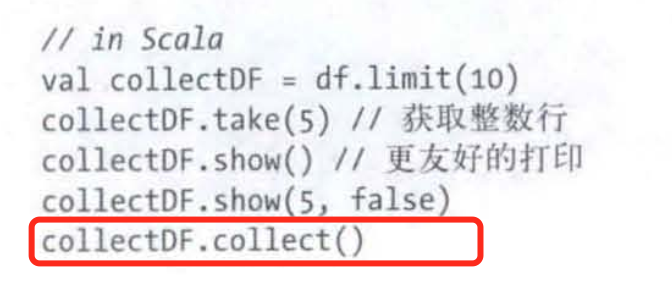 // in Scala
val collectDF = df.limit(10)
collectDF.take(5) // 获取整数行
collectDF.show() // 更友好的打印
collectDF.show(5, false)
collectDF.collect()